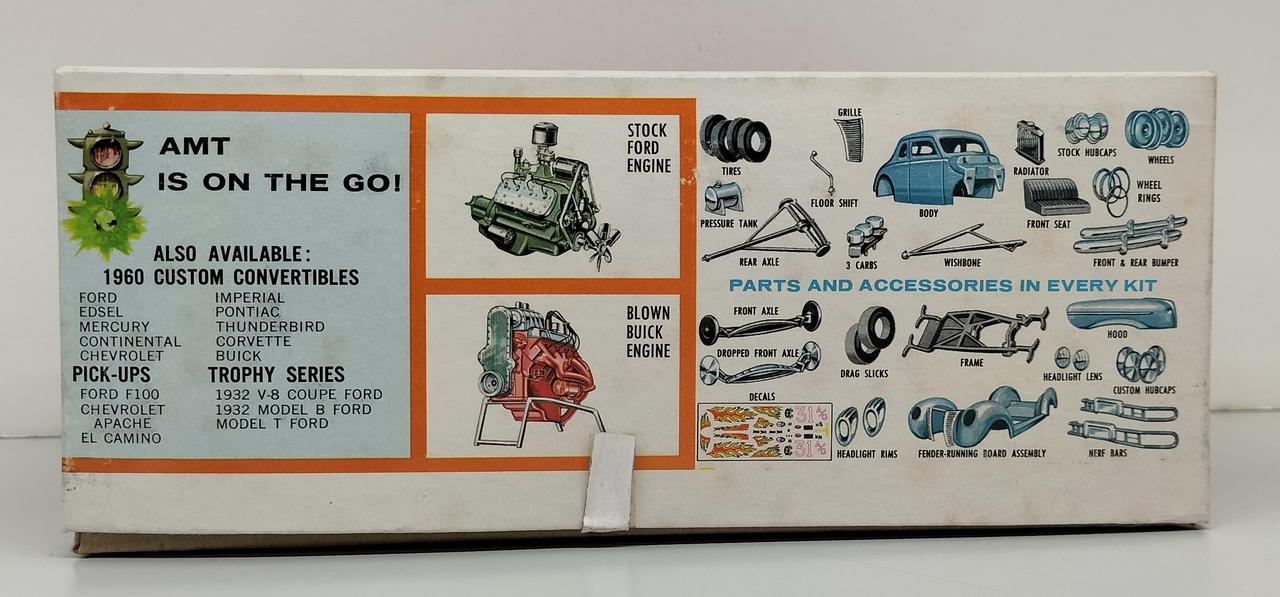 AMT
IS ON THE GO!
ALSO AVAILABLE:
1960 CUSTOM CONVERTIBLES
FORD
EDSEL
MERCURY
CONTINENTAL
CHEVROLET
IMPERIAL
PONTIAC
THUNDERBIRD
CORVETTE
BUICK
PICK-UPS
FORD F100
CHEVROLET
APACHE
EL CAMINO
TROPHY SERIES
1932 V-8 COUPE FORD
1932 MODEL B FORD
MODEL T FORD
STOCK
FORD
ENGINE
BLOWN
BUICK
ENGINE
TIRES
GRILLE
FLOOR SHIFT
BODY
RADIATOR
STOCK HUBCAPS
WHEELS
PRESSURE TANK
REAR AXLE
3 CARBS
WISHBONE
FRONT SEAT
WHEEL
RINGS
FRONT & REAR BUMPER
PARTS AND ACCESSORIES IN EVERY KIT
FRONT AXLE
DROPPED FRONT AXLE
DRAG SLICKS
FRAME
HOOD
HEADLIGHT LENS
CUSTOM HUBCAPS
DECALS
31
31
HEADLIGHT RIMS
FENDER-RUNNING BOARD ASSEMBLY
NERF BARS